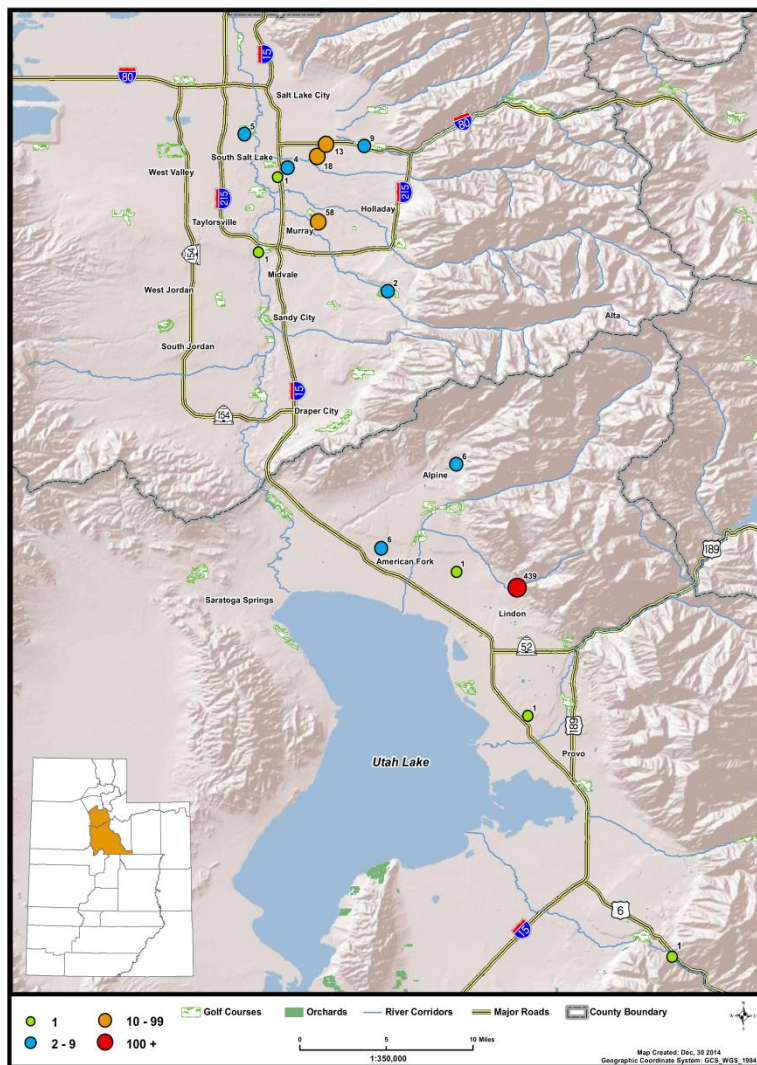 15
80
Salt Lake City
80
5
9
13
South Salt Lake
18
4
West Valley
1
215
215
Holladay
Taylorsville
58
Murray
154
1
Midvale
West Jordan
2
Sandy City
Alta
South Jordan
15
154
Draper City
6
Alpine
6
189
American Fork
1
439
Saratoga Springs
Lindon
52
1
189
Provo
Utah Lake
6
15
1
1
2 - 9
10 - 99
100 +
Golf Courses
Orchards
River Corridors
Major Roads
County Boundary
0 5 10 Miles
1:350,000
N
W E
S
Map Created: Dec, 30 2014
Geographic Coordinate System: GCS_WGS_1984